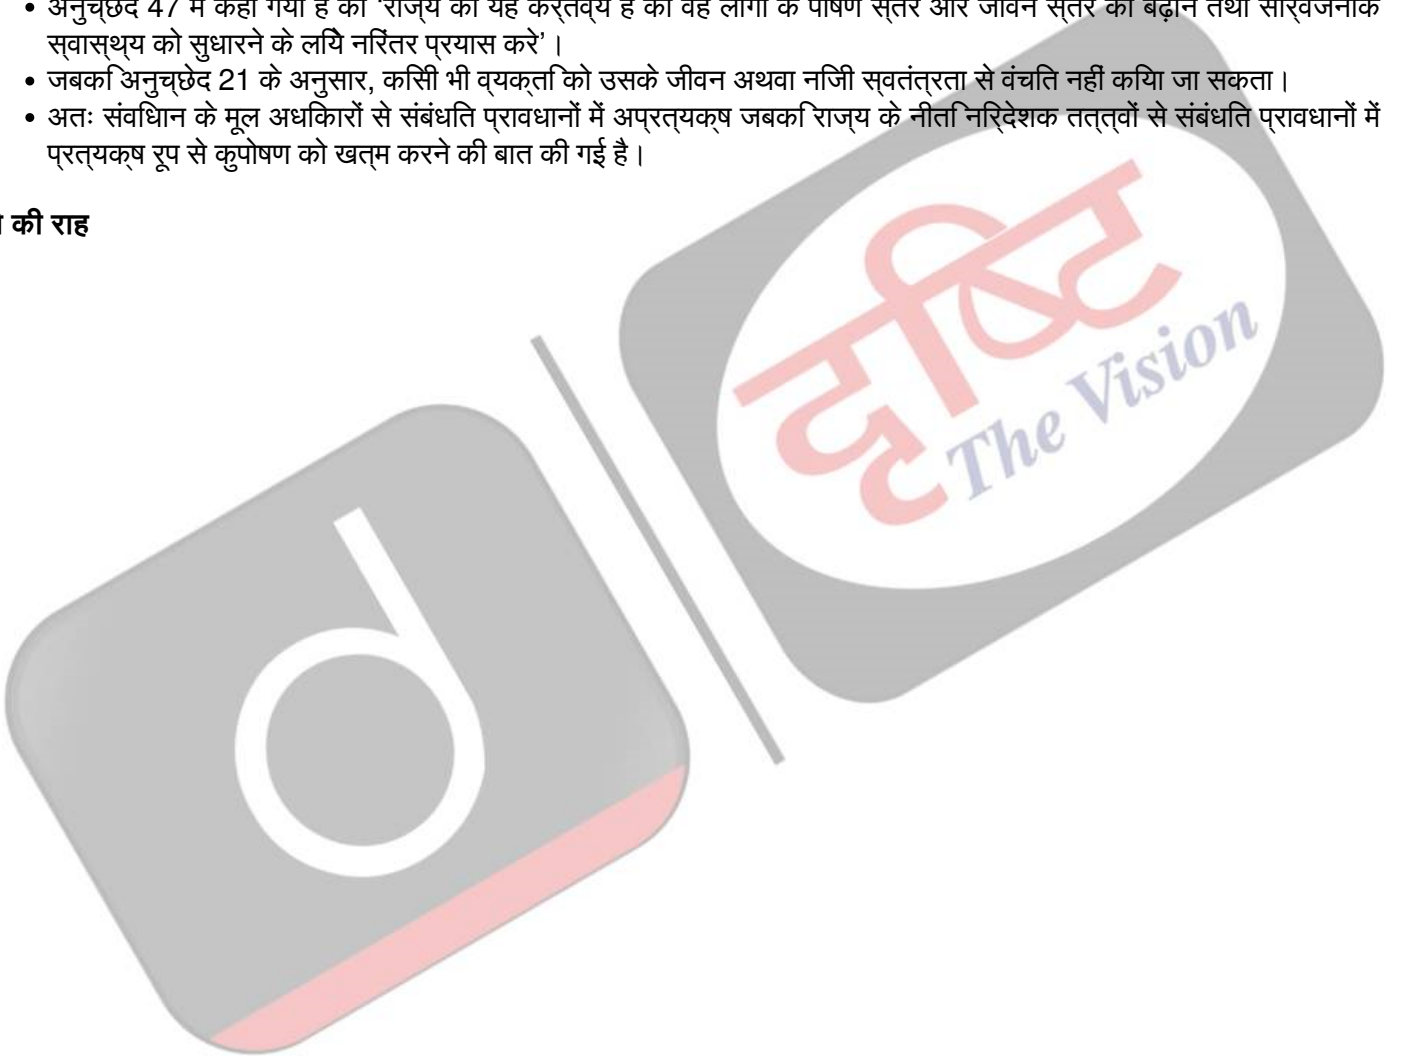 • अनुच्छेद 47 में कहा गया है कि 'राज्य का यह कर्तव्य है कि वह लोगों के पोषण स्तर और जीवन स्तर को बढ़ाने तथा सार्वजनिक
स्वास्थ्य को सुधारने के लिये निरंतर प्रयास करे'।
• जबकि अनुच्छेद 21 के अनुसार, किसी भी व्यक्ति को उसके जीवन अथवा निजी स्वतंत्रता से वंचित नहीं किया जा सकता।
• अतः संविधान के मूल अधिकारों से संबंधित प्रावधानों में अप्रत्यक्ष जबकि राज्य के नीति निर्देशक तत्त्वों से संबंधित प्रावधानों में
प्रत्यक्ष रूप से कुपोषण को खत्म करने की बात की गई है।
की राह
दृष्टि
The Vision
d